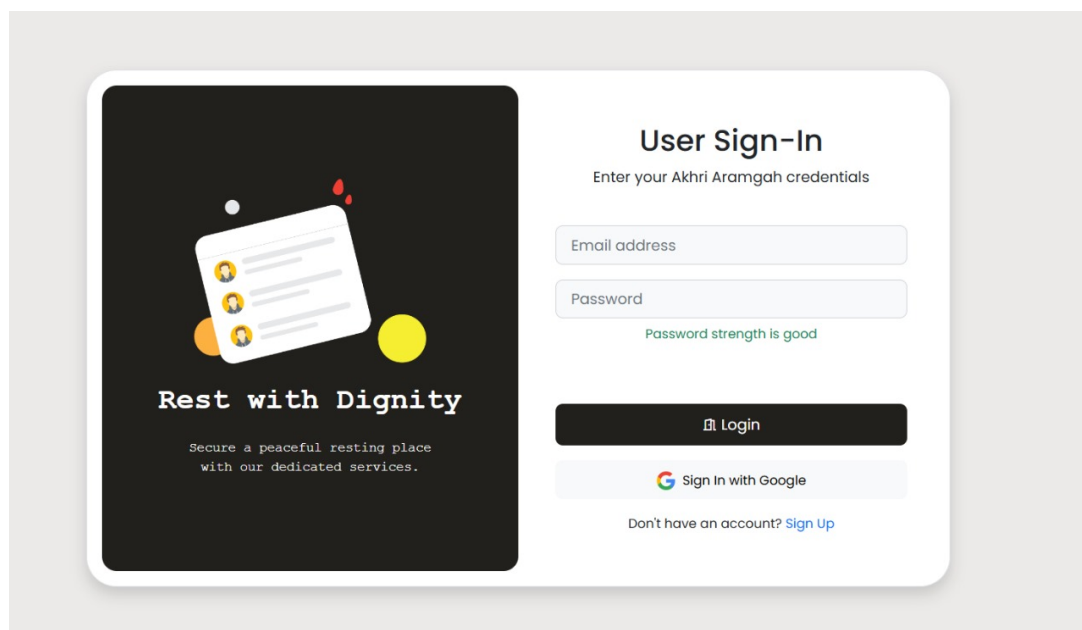 Rest with Dignity
Secure a peaceful resting place
with our dedicated services.
User Sign-In
Enter your Akhri Aramgah credentials
Email address
Password
Password strength is good
Login
Sign In with Google
Don't have an account? Sign Up